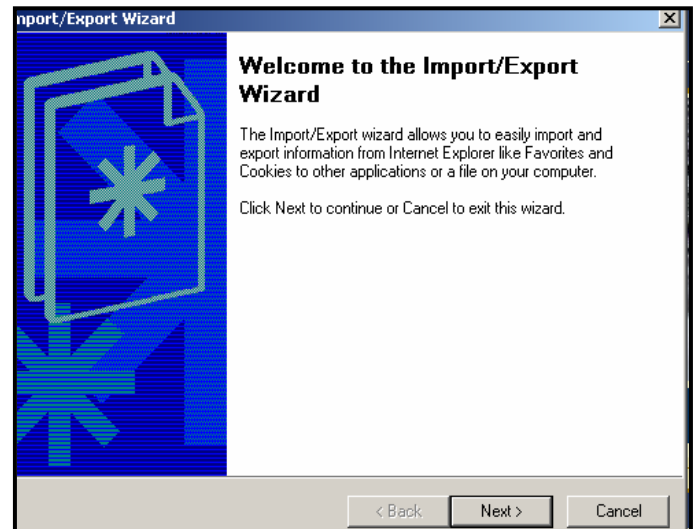 mport/Export Wizard
Welcome to the Import/Export
Wizard
The Import/Export wizard allows you to easily import and
export information from Internet Explorer like Favorites and
Cookies to other applications or a file on your computer.
Click Next to continue or Cancel to exit this wizard.
< Back
Next >
Cancel